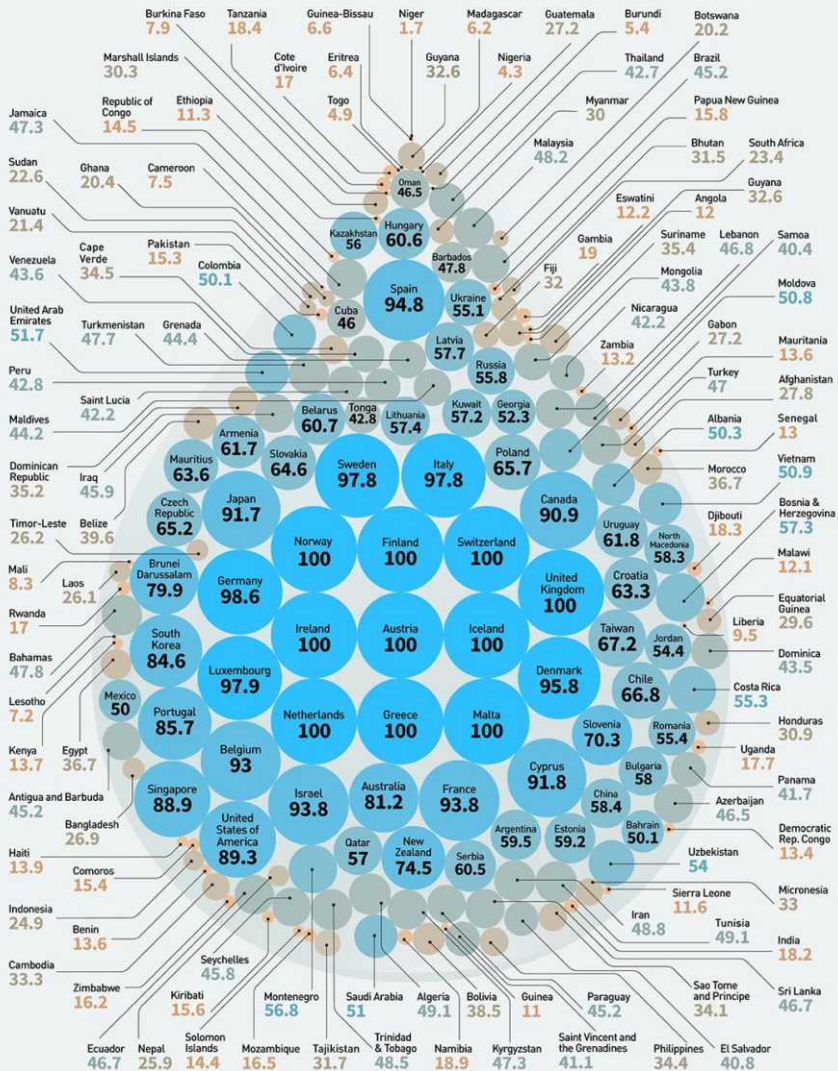 Burkina Faso
7.9
Tanzania
18.4
Guinea-Bissau
6.6
Niger
1.7
Madagascar
6.2
Guatemala
27.2
Burundi
5.4
Botswana
20.2
Marshall Islands
30.3
Cote
d'Ivoire
17
Eritrea
6.4
Guyana
32.6
Nigeria
4.3
Thailand
42.7
Brazil
45.2
Jamaica
47.3
Republic of
Congo
14.5
Ethiopia
11.3
Togo
4.9
Myanmar
30
Papua New Guinea
15.8
Malaysia
48.2
Bhutan
31.5
South Africa
23.4
Sudan
22.6
Ghana
20.4
Cameroon
7.5
Oman
46.5
Eswatini
12.2
Angola
12
Guyana
32.6
Vanuatu
21.4
Pakistan
15.3
Kazakhstan
56
Hungary
60.6
Barbados
47.8
Gambia
19
Suriname
35.4
Lebanon
46.8
Samoa
40.4
Venezuela
43.6
Cape
Verde
34.5
Colombia
50.1
Spain
94.8
Ukraine
55.1
Fiji
32
Mongolia
43.8
Moldova
50.8
United Arab
Emirates
51.7
Turkmenistan
47.7
Grenada
44.4
Cuba
46
Latvia
57.7
Russia
55.8
Nicaragua
42.2
Gabon
27.2
Mauritania
13.6
Peru
42.8
Zambia
13.2
Turkey
47
Afghanistan
27.8
Saint Lucia
42.2
Maldives
44.2
Belarus
60.7
Tonga
42.8
Lithuania
57.4
Kuwait
57.2
Georgia
52.3
Albania
50.3
Senegal
13
Dominican
Republic
35.2
Iraq
45.9
Armenia
61.7
Mauritius
63.6
Slovakia
64.6
Sweden
97.8
Italy
97.8
Poland
65.7
Morocco
36.7
Vietnam
50.9
Timor-Leste
26.2
Belize
39.6
Czech
Republic
65.2
Japan
91.7
Canada
90.9
Uruguay
61.8
North
Macedonia
58.3
Djibouti
18.3
Bosnia &
Herzegovina
57.3
Mali
8.3
Laos
26.1
Brunei
Darussalam
79.9
Norway
100
Finland
100
Switzerland
100
Malawi
12.1
Germany
98.6
United
Kingdom
100
Croatia
63.3
Equatorial
Guinea
29.6
Rwanda
17
Liberia
9.5
Bahamas
47.8
South
Korea
84.6
Ireland
100
Austria
100
Iceland
100
Taiwan
67.2
Jordan
54.4
Dominica
43.5
Lesotho
7.2
Mexico
50
Luxembourg
97.9
Denmark
95.8
Chile
66.8
Costa Rica
55.3
Kenya
13.7
Egypt
36.7
Portugal
85.7
Netherlands
100
Greece
100
Malta
100
Slovenia
70.3
Romania
55.4
Honduras
30.9
Uganda
17.7
Antigua and Barbuda
45.2
Belgium
93
Cyprus
91.8
Bulgaria
58
Panama
41.7
Bangladesh
26.9
Singapore
88.9
Israel
93.8
Australia
81.2
France
93.8
China
58.4
Azerbaijan
46.5
Haiti
13.9
United
States of
America
89.3
Qatar
57
New
Zealand
74.5
Serbia
60.5
Argentina
59.5
Estonia
59.2
Bahrain
50.1
Democratic
Rep. Congo
13.4
Comoros
15.4
Uzbekistan
54
Indonesia
24.9
Benin
13.6
Sierra Leone
11.6
Micronesia
33
Iran
48.8
Tunisia
49.1
India
18.2
Cambodia
33.3
Seychelles
45.8
Zimbabwe
16.2
Kiribati
15.6
Montenegro
56.8
Saudi Arabia
51
Algeria
49.1
Bolivia
38.5
Guinea
11
Paraguay
45.2
Sao Tome
and Principe
34.1
Sri Lanka
46.7
Ecuador
46.7
Nepal
25.9
Solomon
Islands
14.4
Mozambique
16.5
Tajikistan
31.7
Trinidad
& Tobago
48.5
Namibia
18.9
Kyrgyzstan
47.3
Saint Vincent and
the Grenadines
41.1
Philippines
34.4
El Salvador
40.8